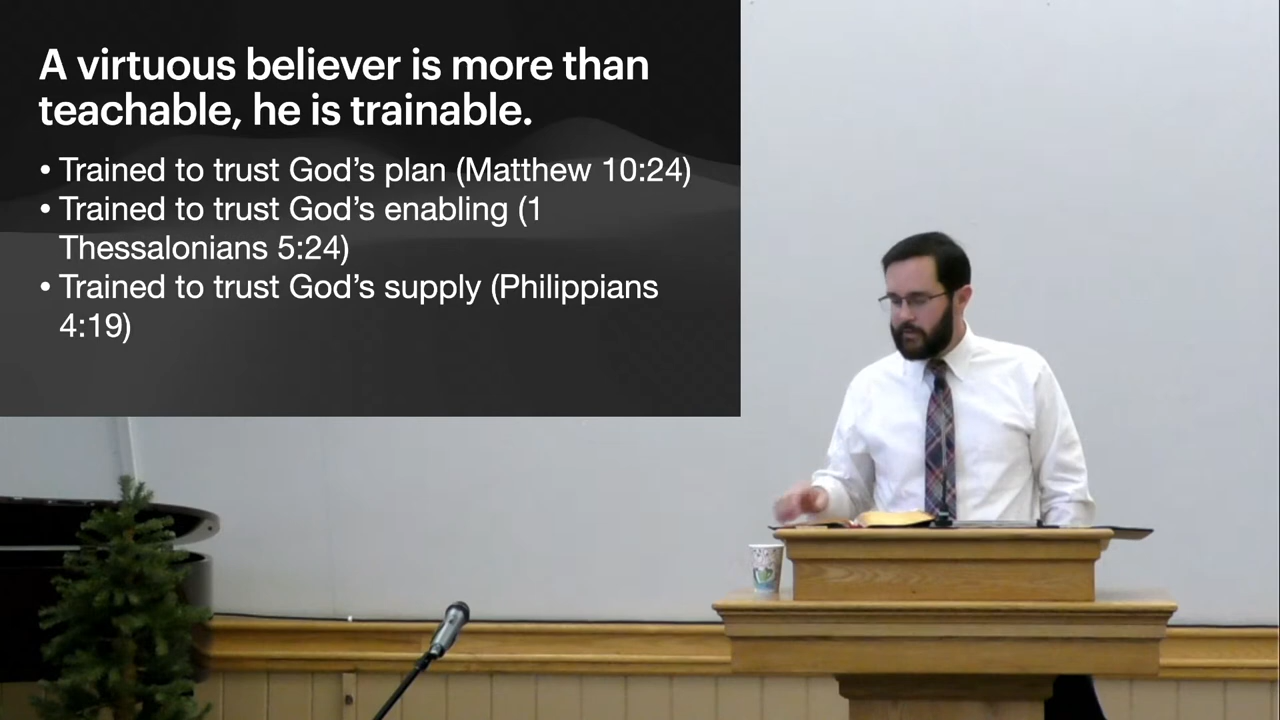 A virtuous believer is more than
teachable, he is trainable.
• Trained to trust God’s plan (Matthew 10:24)
• Trained to trust God’s enabling (1
Thessalonians 5:24)
• Trained to trust God’s supply (Philippians
4:19)